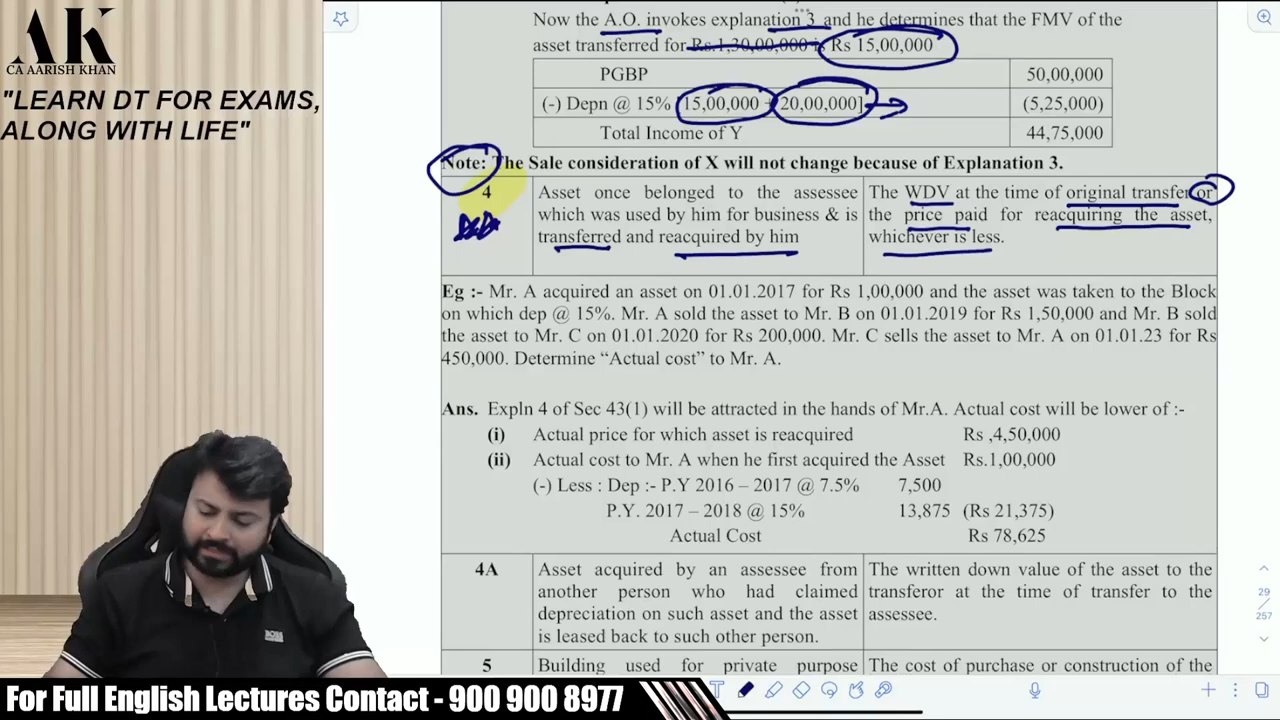 AK
CA AARISH KHAN
"LEARN DT FOR EXAMS,
ALONG WITH LIFE"
Now the A.O. invokes explanation 3 and he determines that the FMV of the
asset transferred for Rs.1,30,00,000 is Rs 15,00,000
PGBP 50,00,000
(-) Depn @ 15% [15,00,000 + 20,00,000] (5,25,000)
Total Income of Y 44,75,000
Note: The Sale consideration of X will not change because of Explanation 3.
4 Asset once belonged to the assessee The WDV at the time of original transfer or
which was used by him for business & is the price paid for reacquiring the asset,
transferred and reacquired by him whichever is less.
Eg :- Mr. A acquired an asset on 01.01.2017 for Rs 1,00,000 and the asset was taken to the Block
on which dep @ 15%. Mr. A sold the asset to Mr. B on 01.01.2019 for Rs 1,50,000 and Mr. B sold
the asset to Mr. C on 01.01.2020 for Rs 200,000. Mr. C sells the asset to Mr. A on 01.01.23 for Rs
450,000. Determine “Actual cost” to Mr. A.
Ans. Expln 4 of Sec 43(1) will be attracted in the hands of Mr.A. Actual cost will be lower of :-
(i) Actual price for which asset is reacquired Rs ,4,50,000
(ii) Actual cost to Mr. A when he first acquired the Asset Rs.1,00,000
(-) Less : Dep :- P.Y 2016 – 2017 @ 7.5% 7,500
P.Y. 2017 – 2018 @ 15% 13,875 (Rs 21,375)
Actual Cost Rs 78,625
4A Asset acquired by an assessee from The written down value of the asset to the
another person who had claimed transferor at the time of transfer to the
depreciation on such asset and the asset assessee.
is leased back to such other person.
5 Building used for private purpose The cost of purchase or construction of the
29
257
For Full English Lectures Contact - 900 900 8977